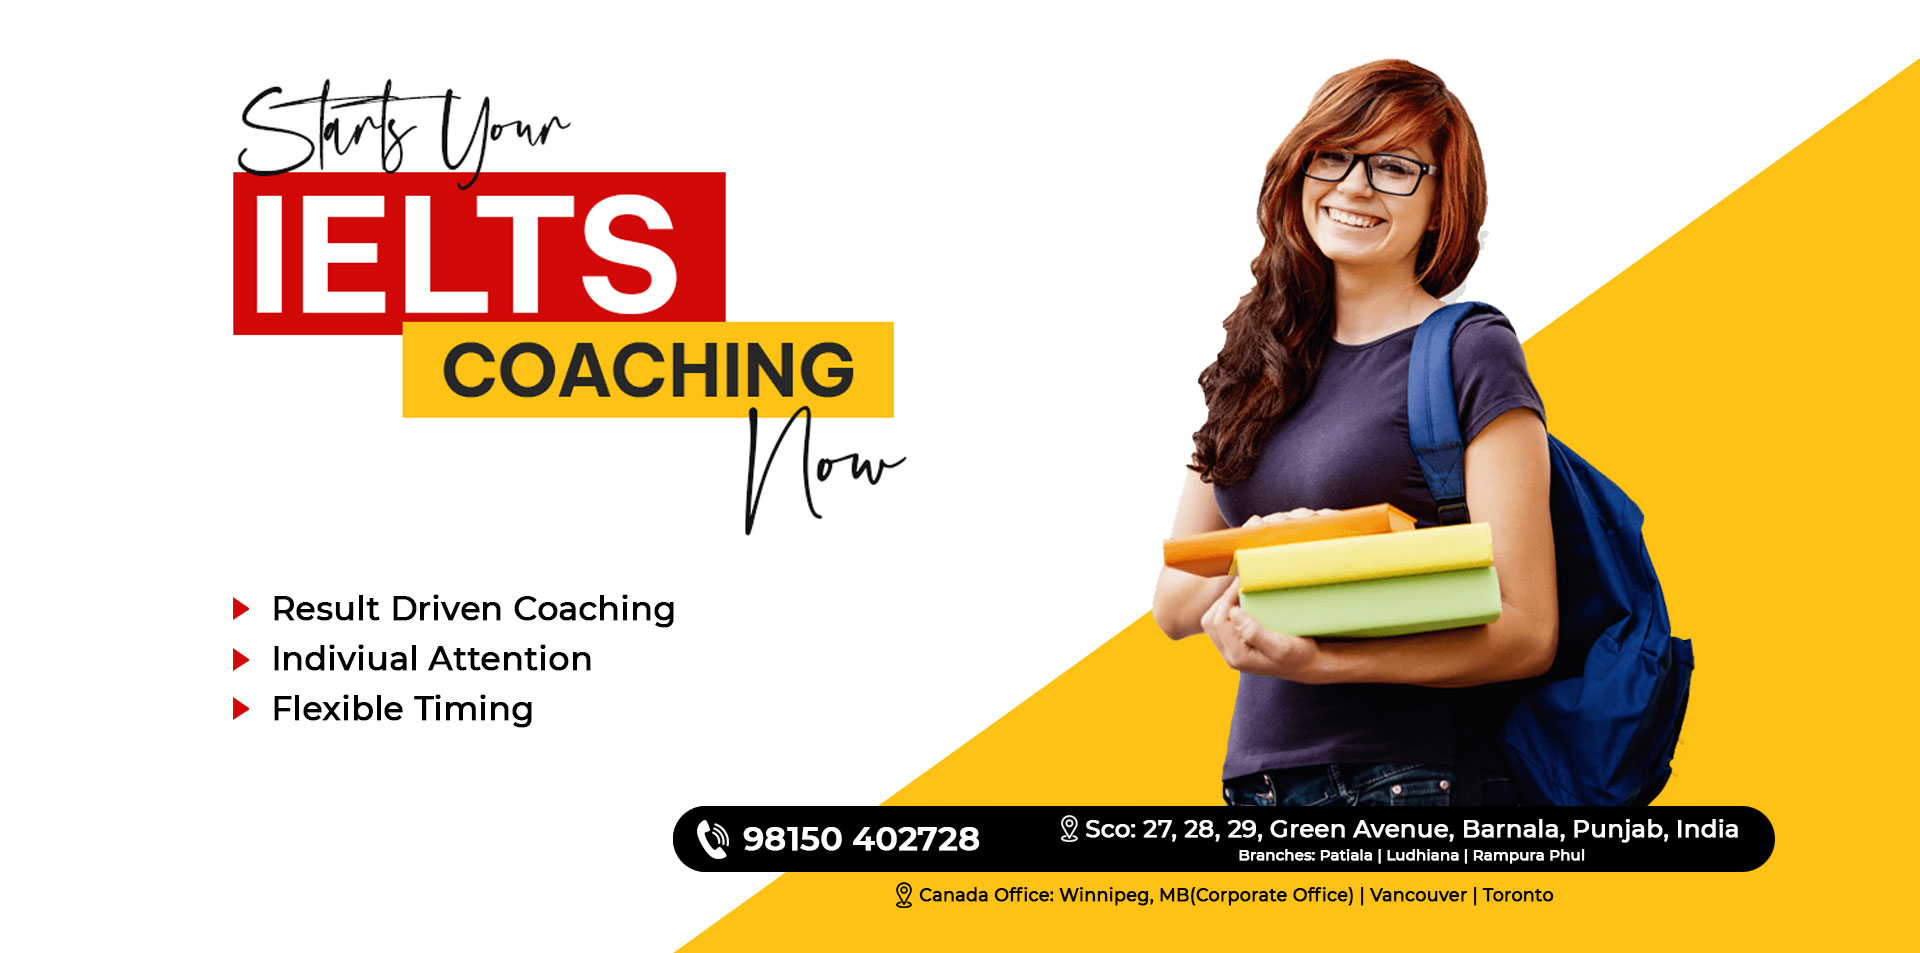 Starts Your
IELTS
COACHING
Now
Result Driven Coaching
Indiviual Attention
Flexible Timing
98150 402728
Sco: 27, 28, 29, Green Avenue, Barnala, Punjab, India
Branches: Patiala | Ludhiana | Rampura Phul
Canada Office: Winnipeg, MB(Corporate Office) | Vancouver | Toronto